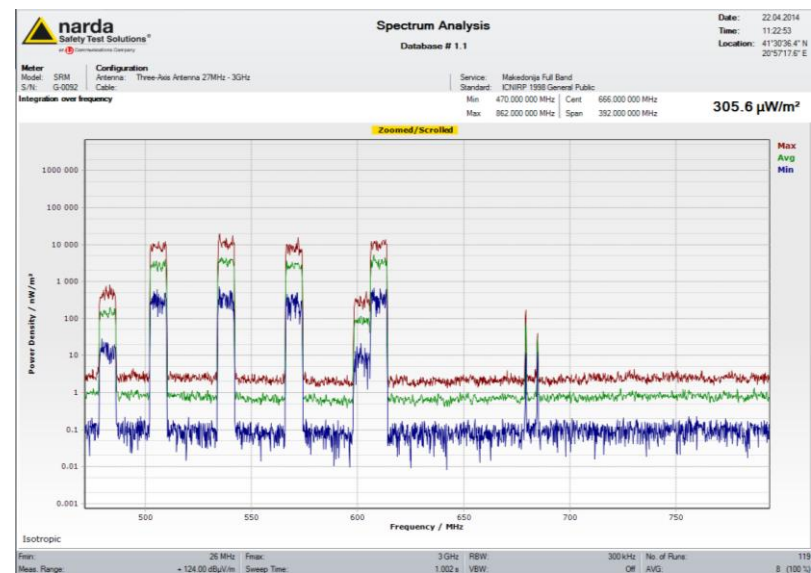 narda
Safety Test Solutions®
an L3 Communications Company
Spectrum Analysis
Database # 1.1
Date: 22.04.2014
Time: 11:22:53
Location: 41°30'36.4" N
20°57'17.6" E
Meter
Model: SRM
S/N: G-0092
Configuration
Antenna: Three-Axis Antenna 27MHz - 3GHz
Cable:
Service: Makedonija Full Band
Standard: ICNIRP 1998 General Public
Integration over frequency
Min 470.000 000 MHz Cent 666.000 000 MHz
Max 862.000 000 MHz Span 392.000 000 MHz
305.6 µW/m²
Zoomed/Scrolled
Max
Avg
Min
Power Density / nW/m²
1000 000
100 000
10 000
1 000
100
10
1
0.1
0.01
0.001
500 550 600 650 700 750
Frequency / MHz
Isotropic
Fmin: 26 MHz Fmax: 3 GHz RBW: 300 kHz No. of Runs: 119
Meas. Range: + 124.00 dBµV/m Sweep Time: 1.002 s VBW: Off AVG: 8 (100 %)